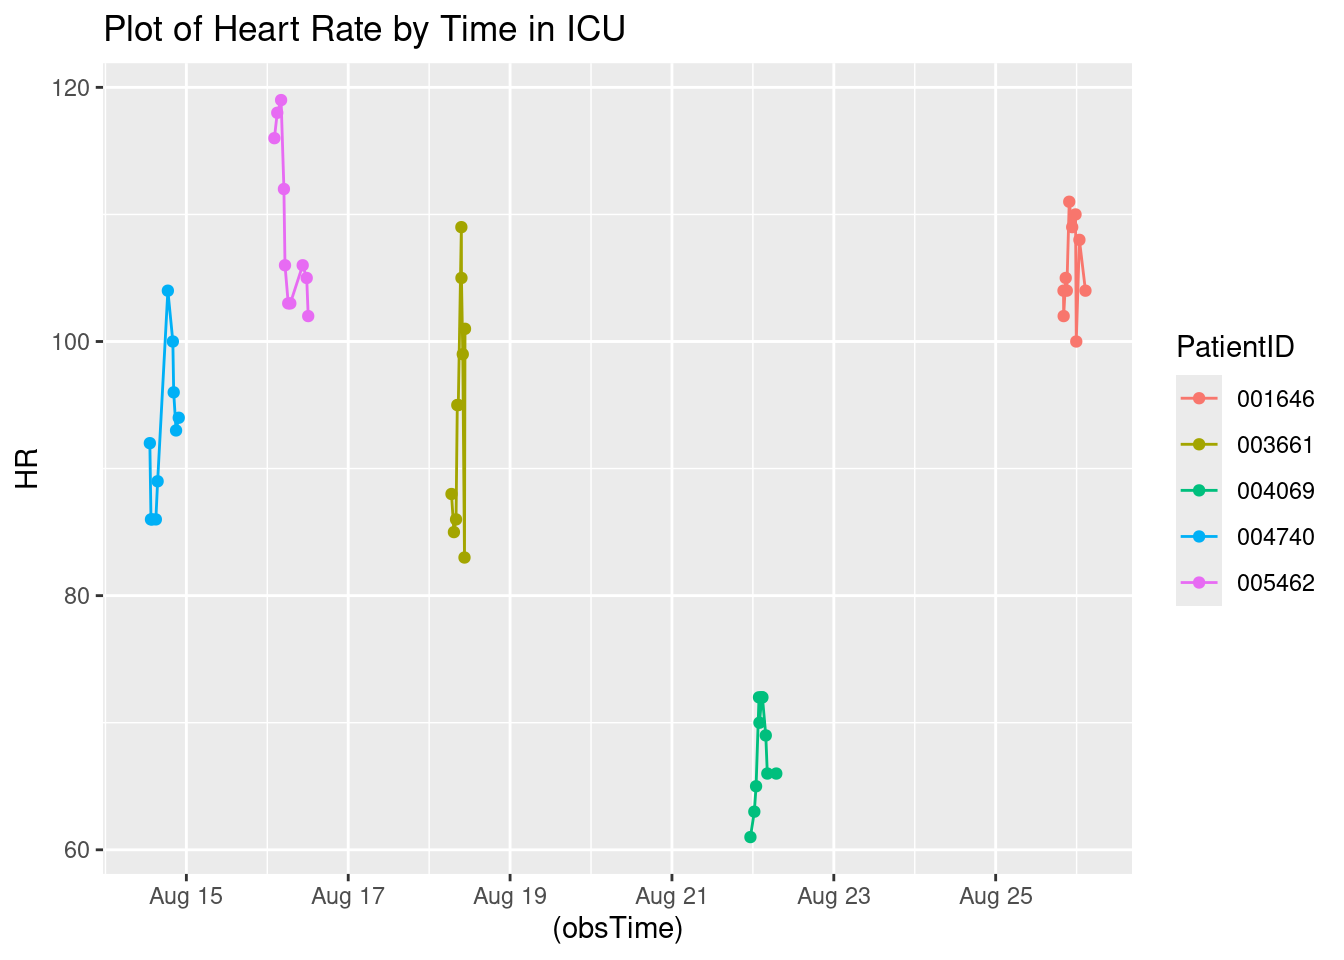 Plot of Heart Rate by Time in ICU
120
100
80
60
HR
Aug 15
Aug 17
Aug 19
Aug 21
Aug 23
Aug 25
(obsTime)
PatientID
001646
003661
004069
004740
005462